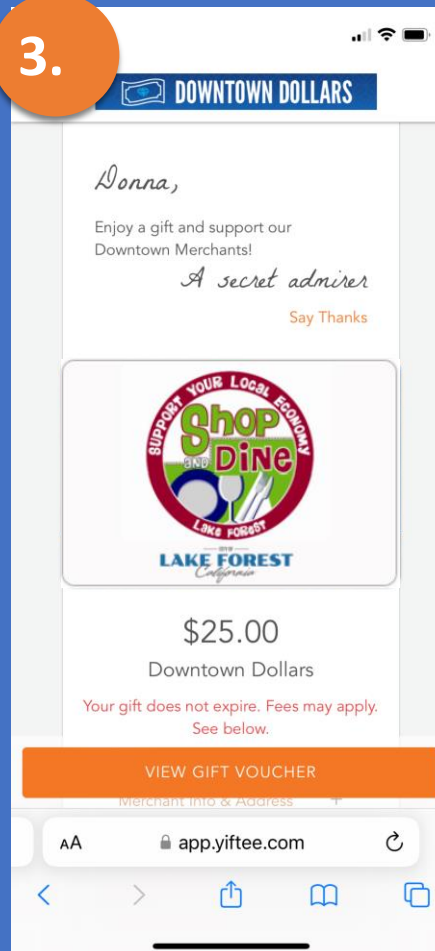 3.
DOWNTOWN DOLLARS
Donna,
Enjoy a gift and support our
Downtown Merchants!
A secret admirer
Say Thanks
SUPPORT YOUR LOCAL ECONOMY
Shop
AND
DiNe
LAKE FOREST
CITY OF
LAKE FOREST
California
$25.00
Downtown Dollars
Your gift does not expire. Fees may apply.
See below.
VIEW GIFT VOUCHER
Merchant Info & Address +
AA app.yiftee.com